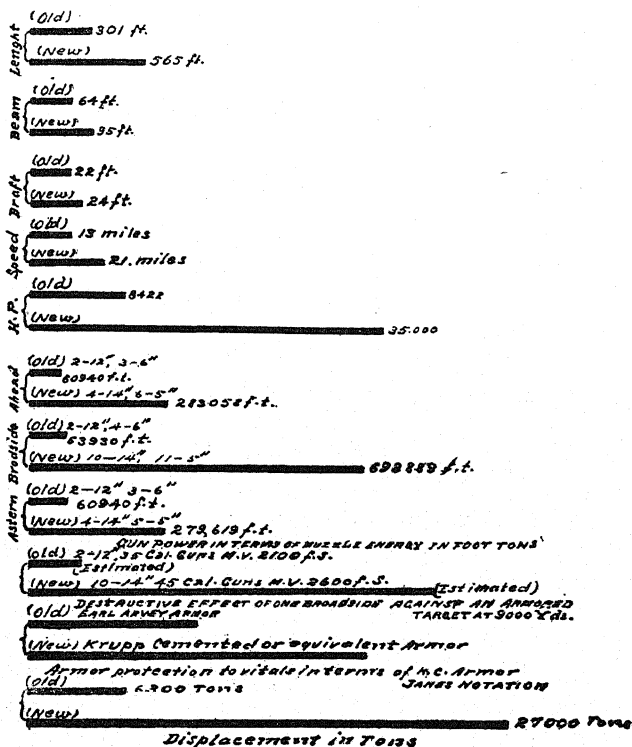 Lenght
(Old)
301 ft.
(New)
565 ft.
Beam
(Old)
64 ft.
(New)
95 ft.
Draft
(Old)
22 ft.
(New)
24 ft.
Speed
(Old)
13 miles
(New)
21. miles
H.P.
(Old)
8422
(New)
35.000
Ahead
(Old) 2-12", 3-6"
60940 f.t.
(New) 4-14", 6-5"
283058 f.t.
Brodside
(Old) 2-12", 4-6"
63930 f.t.
(New) 10-14", 11-5"
698889 f.t.
Astern
(Old) 2-12" 3-6"
60940 f.t.
(New) 4-14" 5-5"
279,619 f.t.
GUN POWER IN TERMS OF MUZZLE ENERGY IN FOOT TONS
(Old) 2-12", 35 Cal. Guns M.V. 2100 f.s.
(Estimated)
(New) 10-14" 45 Cal. Guns M.V. 2600 F.S.
(Estimated)
DESTRUCTIVE EFFECT OF ONE BROADSIDE AGAINST AN ARMORED
TARGET AT 9000 Yds.
(Old) EARL ARVEY ARMOR
(New) Krupp Cemented or equivalent Armor
Armor protection to vitals in terms of K.C. Armor
JANES NOTATION
(Old)
6.300 Tons
(New)
27000 Tons
Displacement in Tons